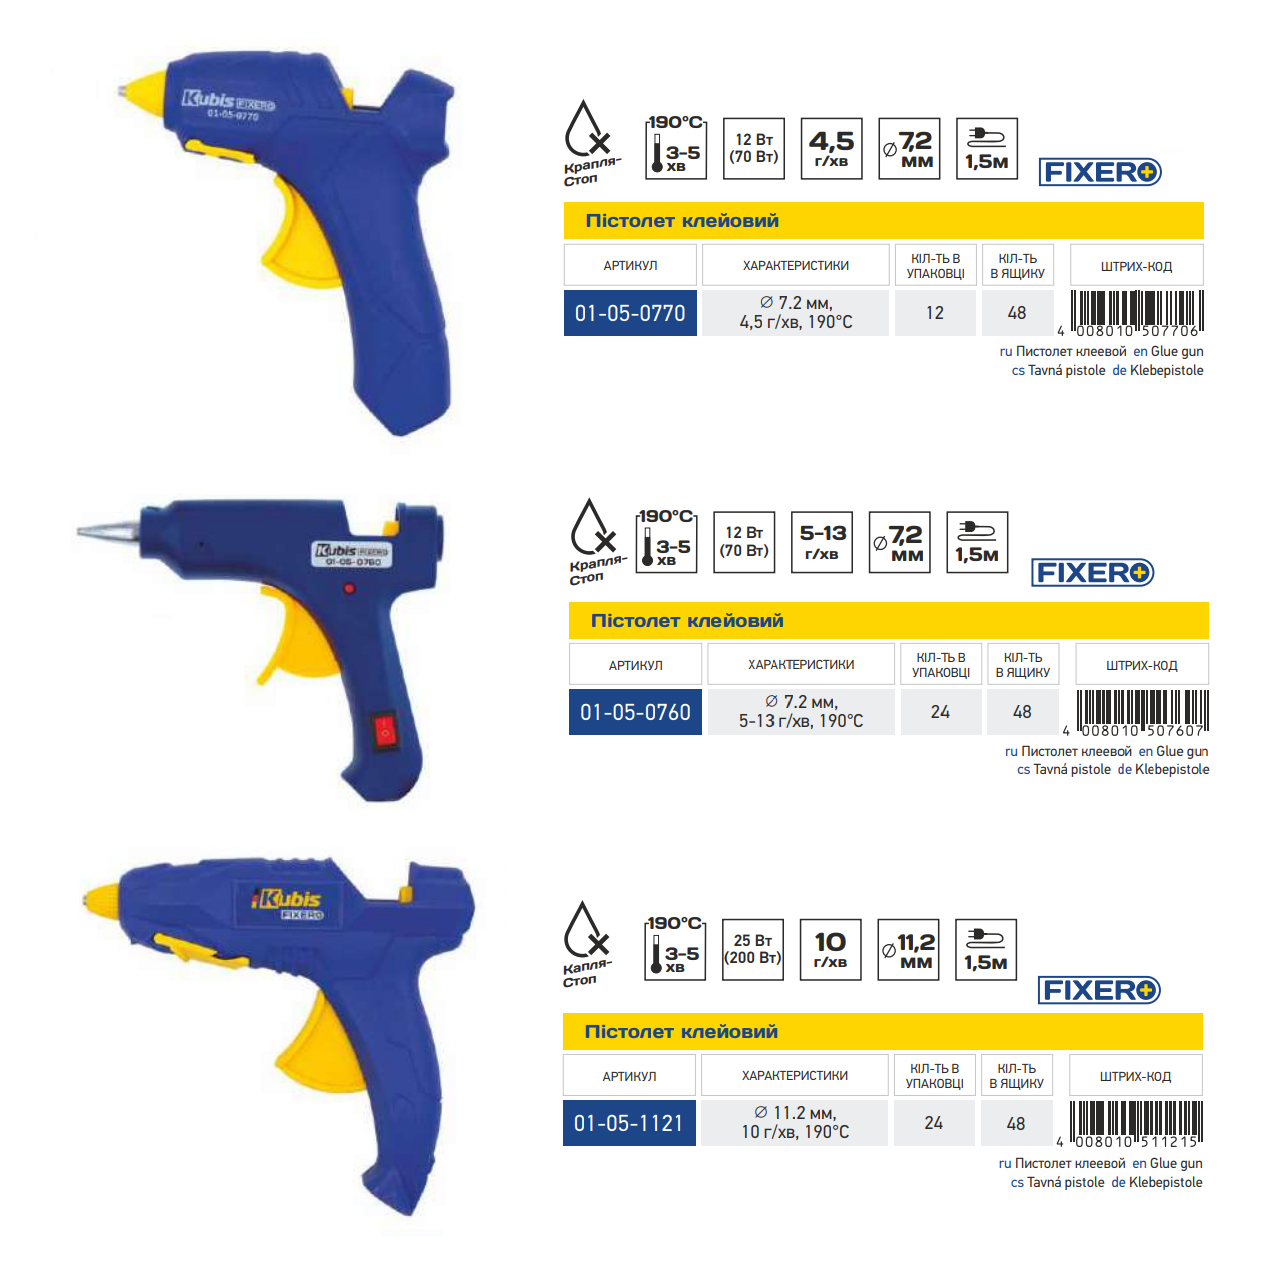 Kubis FIXERO
01-05-0770
Крапля-
Стоп
190°C
3-5
хв
12 Вт
(70 Вт)
4,5
г/хв
Ø7,2
мм
1,5м
FIXERO
Пістолет клейовий
АРТИКУЛ
ХАРАКТЕРИСТИКИ
КІЛ-ТЬ В
УПАКОВЦІ
КІЛ-ТЬ
В ЯЩИКУ
ШТРИХ-КОД
01-05-0770
Ø 7.2 мм,
4,5 г/хв, 190°C
12
48
4 008010 507706
ru Пистолет клеевой en Glue gun
cs Tavná pistole de Klebepistole
Kubis FIXERO
01-05-0760
Крапля-
Стоп
190°C
3-5
хв
12 Вт
(70 Вт)
5-13
г/хв
Ø7,2
мм
1,5м
FIXERO
Пістолет клейовий
АРТИКУЛ
ХАРАКТЕРИСТИКИ
КІЛ-ТЬ В
УПАКОВЦІ
КІЛ-ТЬ
В ЯЩИКУ
ШТРИХ-КОД
01-05-0760
Ø 7.2 мм,
5-13 г/хв, 190°C
24
48
4 008010 507607
ru Пистолет клеевой en Glue gun
cs Tavná pistole de Klebepistole
Kubis
FIXERO
Капля-
Стоп
190°C
3-5
хв
25 Вт
(200 Вт)
10
г/хв
Ø11,2
мм
1,5м
FIXERO
Пістолет клейовий
АРТИКУЛ
ХАРАКТЕРИСТИКИ
КІЛ-ТЬ В
УПАКОВЦІ
КІЛ-ТЬ
В ЯЩИКУ
ШТРИХ-КОД
01-05-1121
Ø 11.2 мм,
10 г/хв, 190°C
24
48
4 008010 511215
ru Пистолет клеевой en Glue gun
cs Tavná pistole de Klebepistole